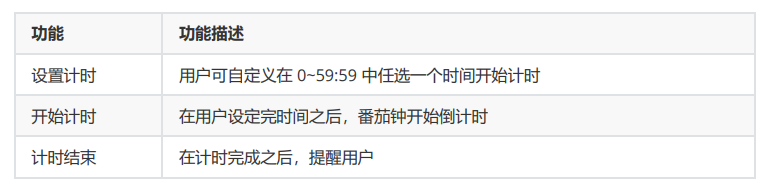 功能 功能描述
设置计时 用户可自定义在 0~59:59 中任选一个时间开始计时
开始计时 在用户设定完时间之后，番茄钟开始倒计时
计时结束 在计时完成之后，提醒用户